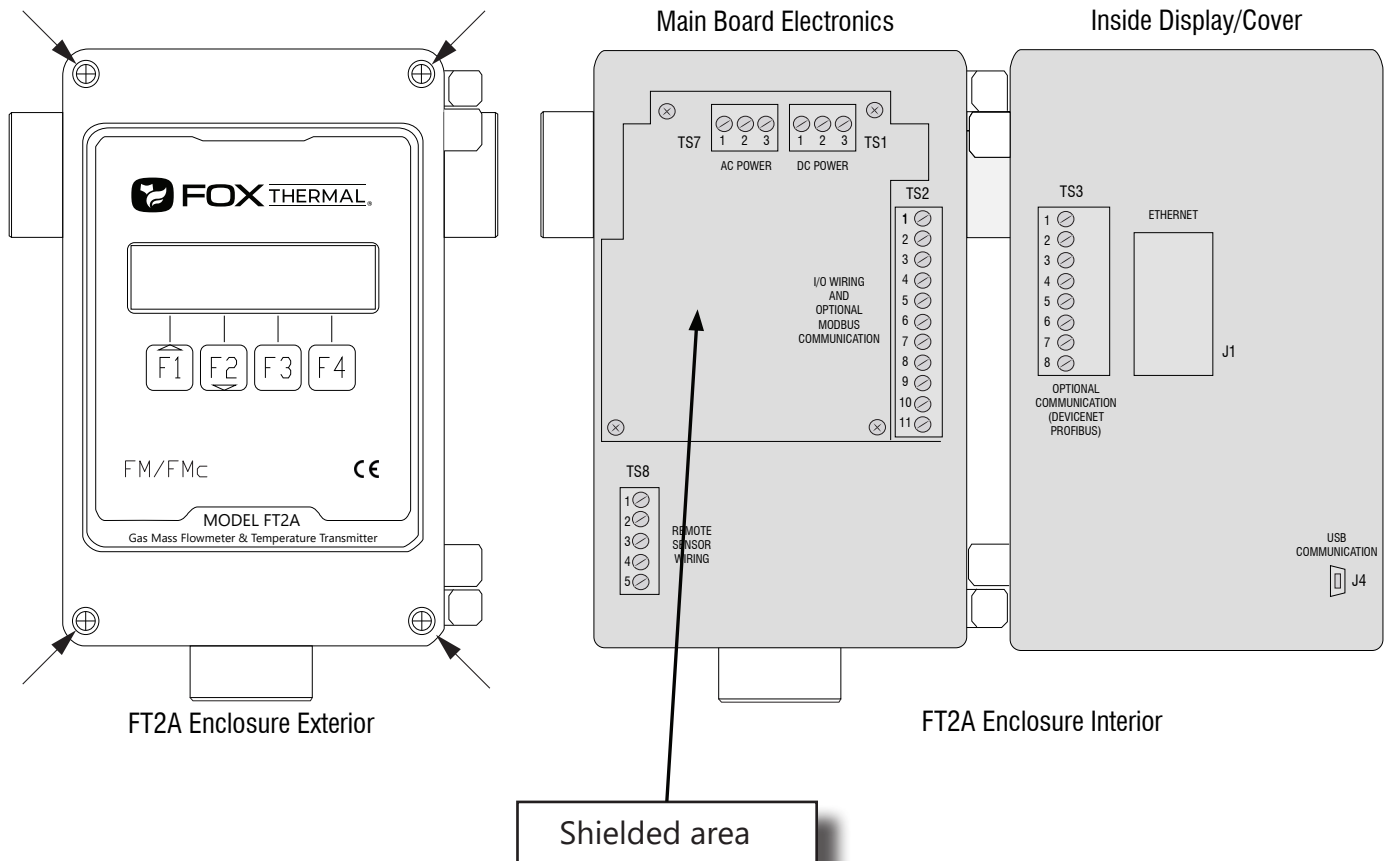 Main Board Electronics
Inside Display/Cover
FOX THERMAL®
F1 F2 F3 F4
FM/FMc
CE
MODEL FT2A
Gas Mass Flowmeter & Temperature Transmitter
FT2A Enclosure Exterior
TS7
1 2 3
1 2 3
TS1
AC POWER
DC POWER
TS2
1
2
3
4
5
6
7
8
9
10
11
I/O WIRING
AND
OPTIONAL
MODBUS
COMMUNICATION
TS8
1
2
3
4
5
REMOTE
SENSOR
WIRING
TS3
1
2
3
4
5
6
7
8
OPTIONAL
COMMUNICATION
(DEVICENET
PROFIBUS)
ETHERNET
J1
USB
COMMUNICATION
J4
FT2A Enclosure Interior
Shielded area